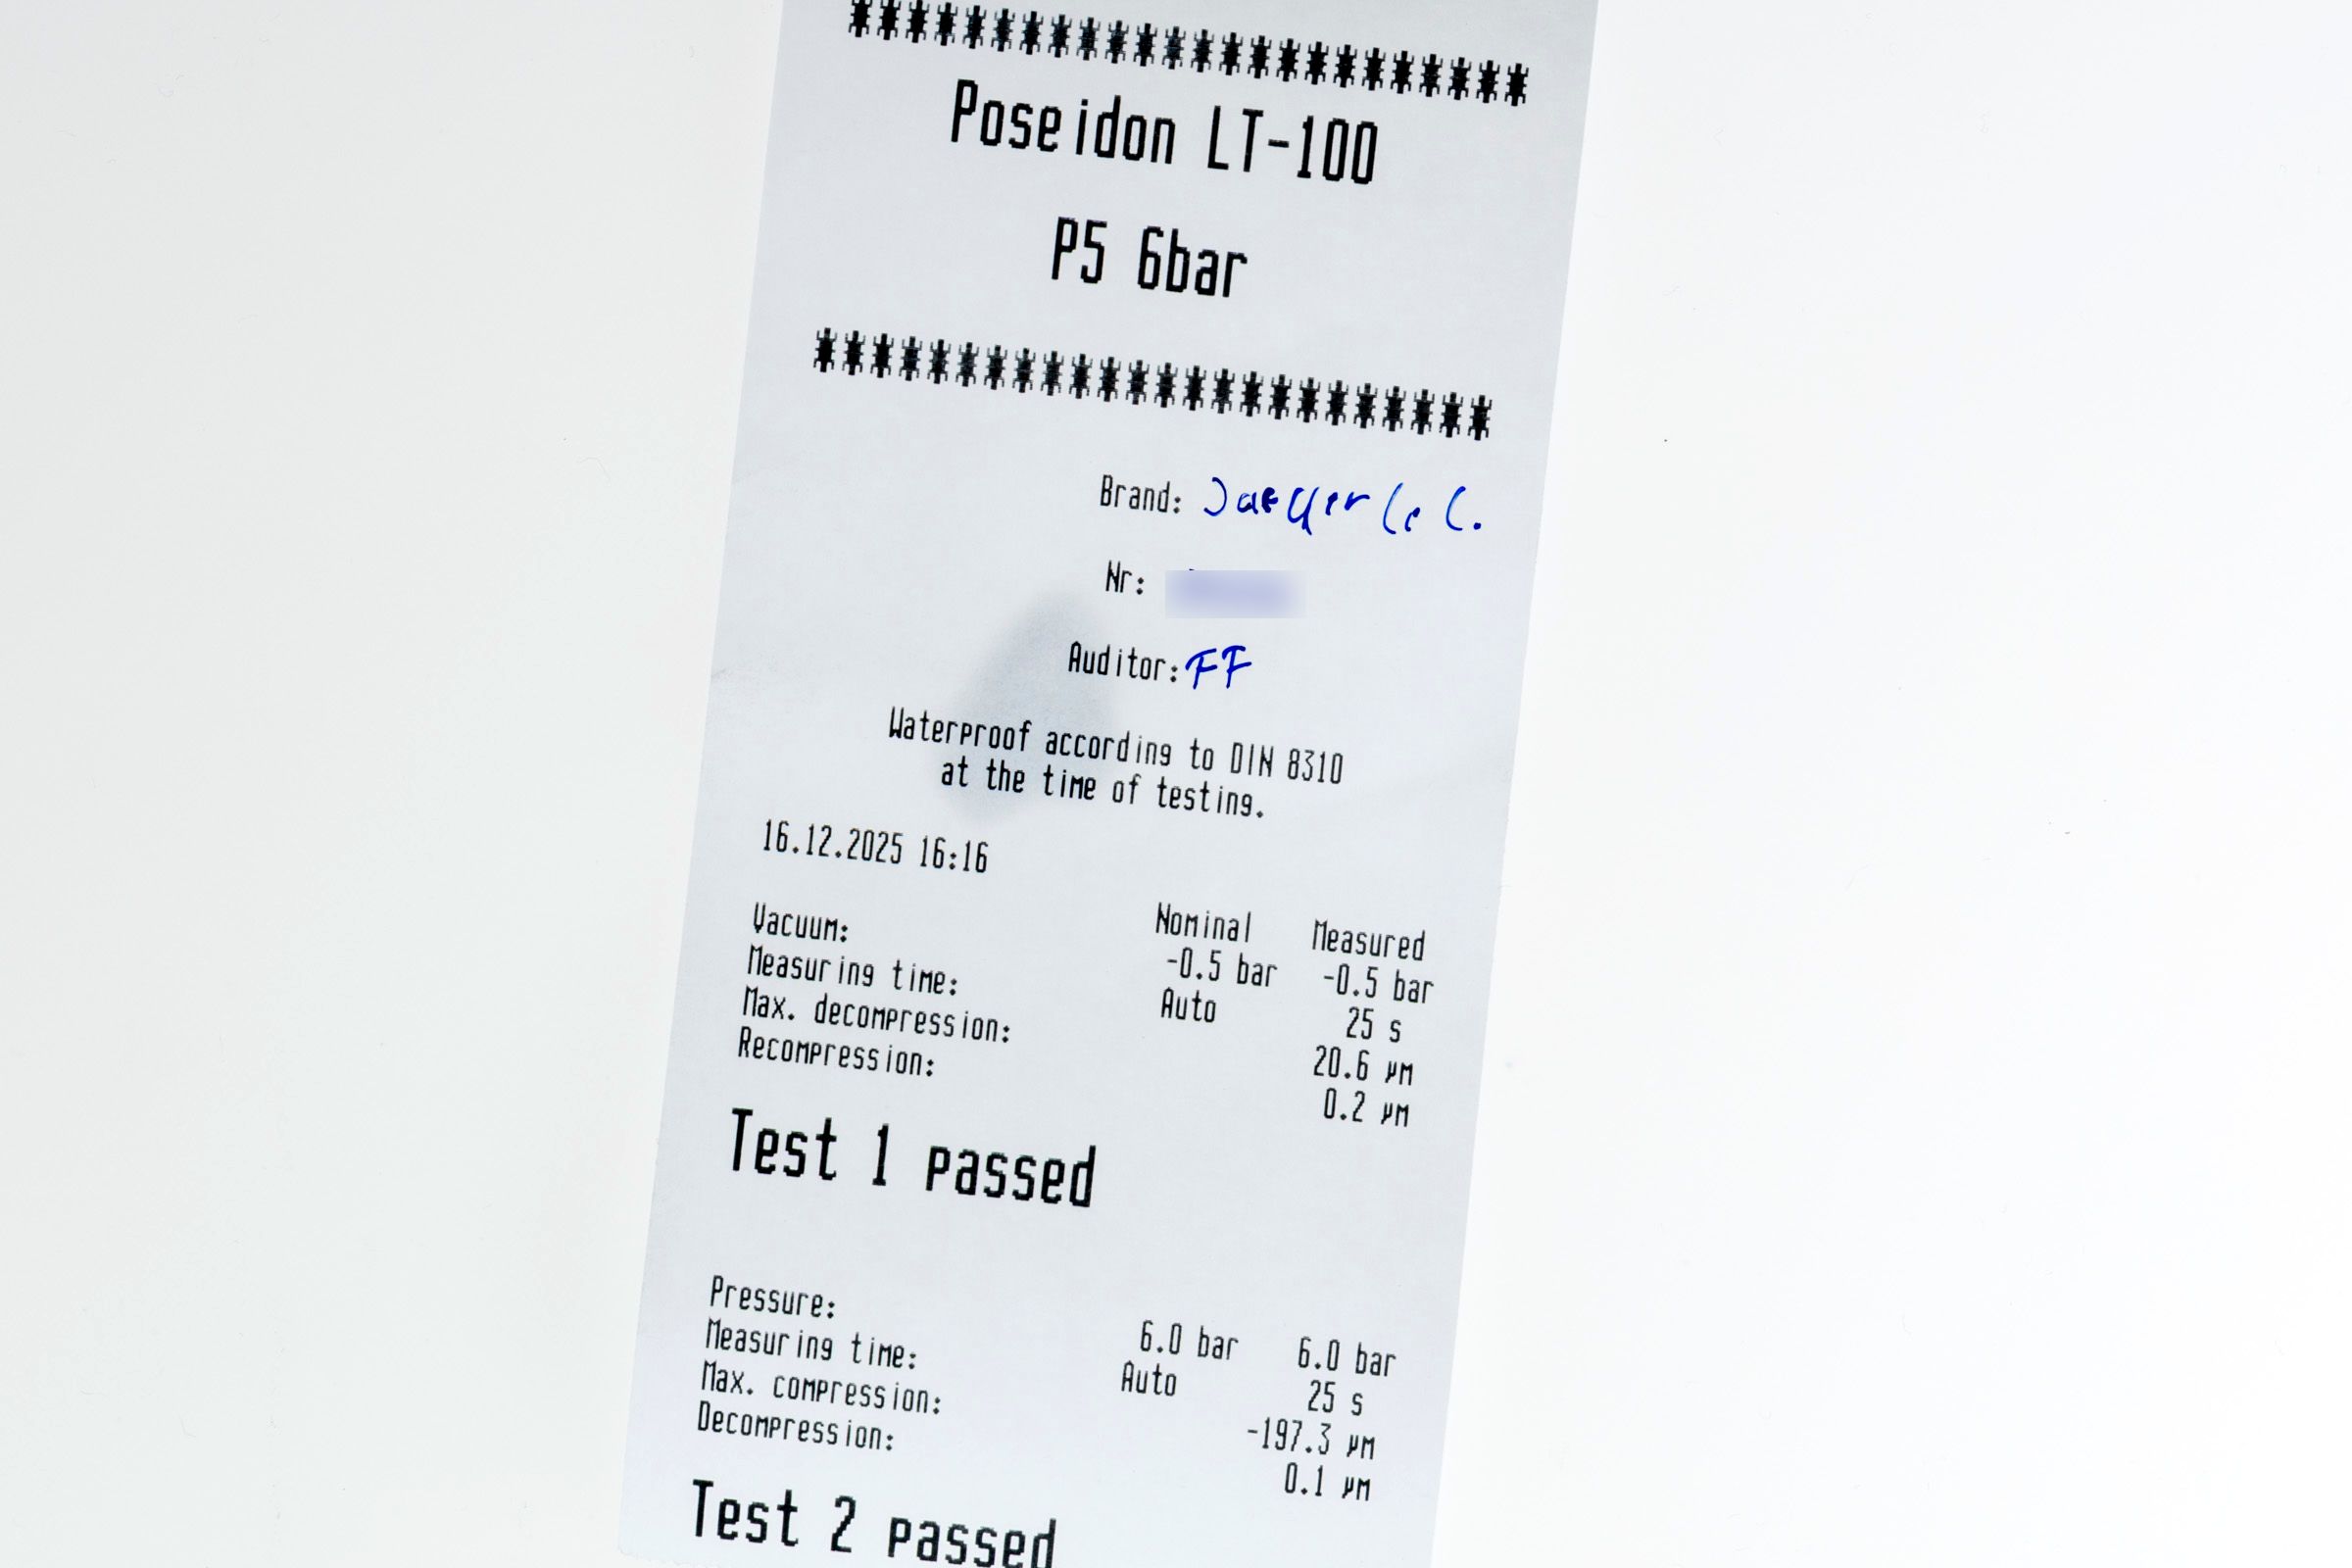 ************************
Poseidon LT-100
P5 6bar
************************
Brand: Jaeger le C.
Nr:
Auditor: FF
Waterproof according to DIN 8310
at the time of testing.
16.12.2025 16:16
Nominal Measured
Vacuum: -0.5 bar -0.5 bar
Measuring time: Auto 25 s
Max. decompression: 20.6 µm
Recompression: 0.2 µm
Test 1 passed
Pressure: 6.0 bar 6.0 bar
Measuring time: Auto 25 s
Max. compression: -197.3 µm
Decompression: 0.1 µm
Test 2 passed